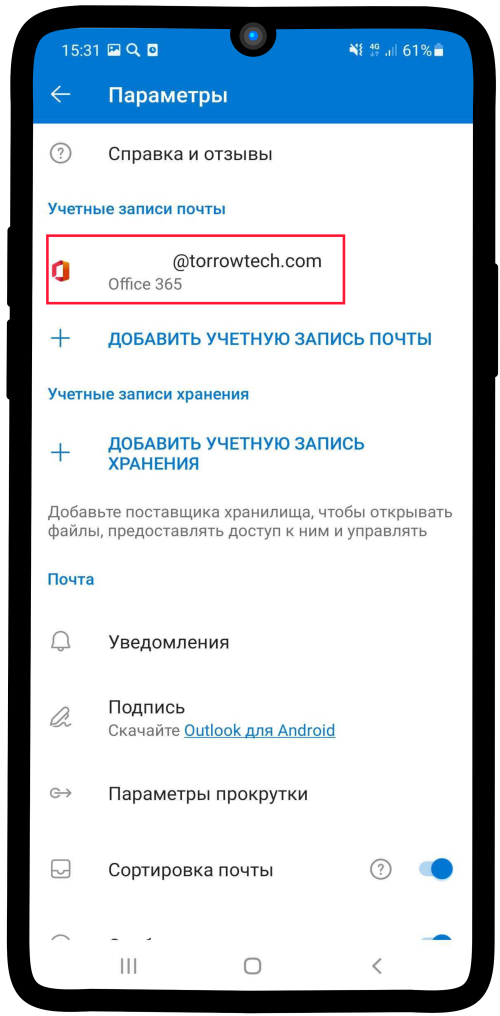 15:31 4G 61%
Параметры
Справка и отзывы
Учетные записи почты
@torrowtech.com
Office 365
ДОБАВИТЬ УЧЕТНУЮ ЗАПИСЬ ПОЧТЫ
Учетные записи хранения
ДОБАВИТЬ УЧЕТНУЮ ЗАПИСЬ
ХРАНЕНИЯ
Добавьте поставщика хранилища, чтобы открывать
файлы, предоставлять доступ к ним и управлять
Почта
Уведомления
Подпись
Скачайте Outlook для Android
Параметры прокрутки
Сортировка почты